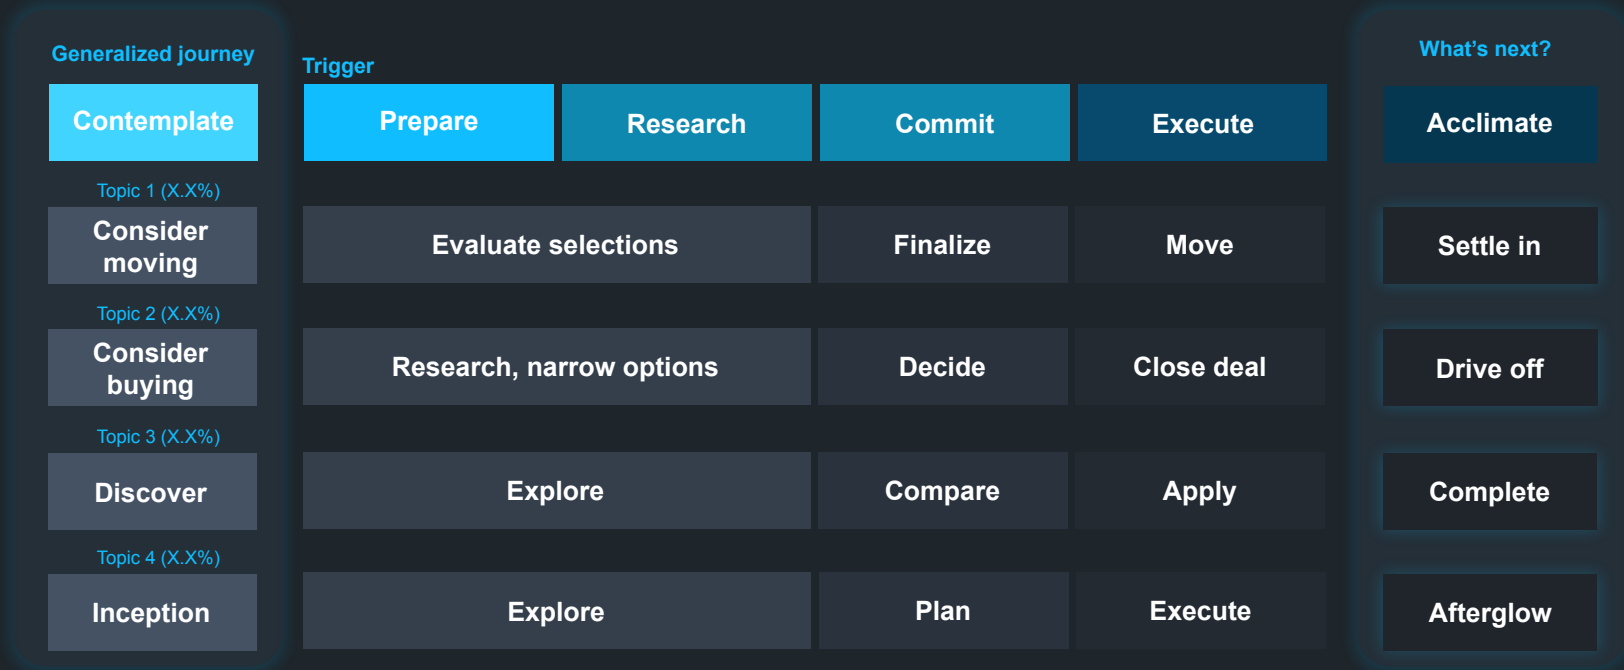 Generalized journey
Trigger
What's next?
Contemplate
Prepare
Research
Commit
Execute
Acclimate
Topic 1 (X.X%)
Consider
moving
Evaluate selections
Finalize
Move
Settle in
Topic 2 (X.X%)
Consider
buying
Research, narrow options
Decide
Close deal
Drive off
Topic 3 (X.X%)
Discover
Explore
Compare
Apply
Complete
Topic 4 (X.X%)
Inception
Explore
Plan
Execute
Afterglow